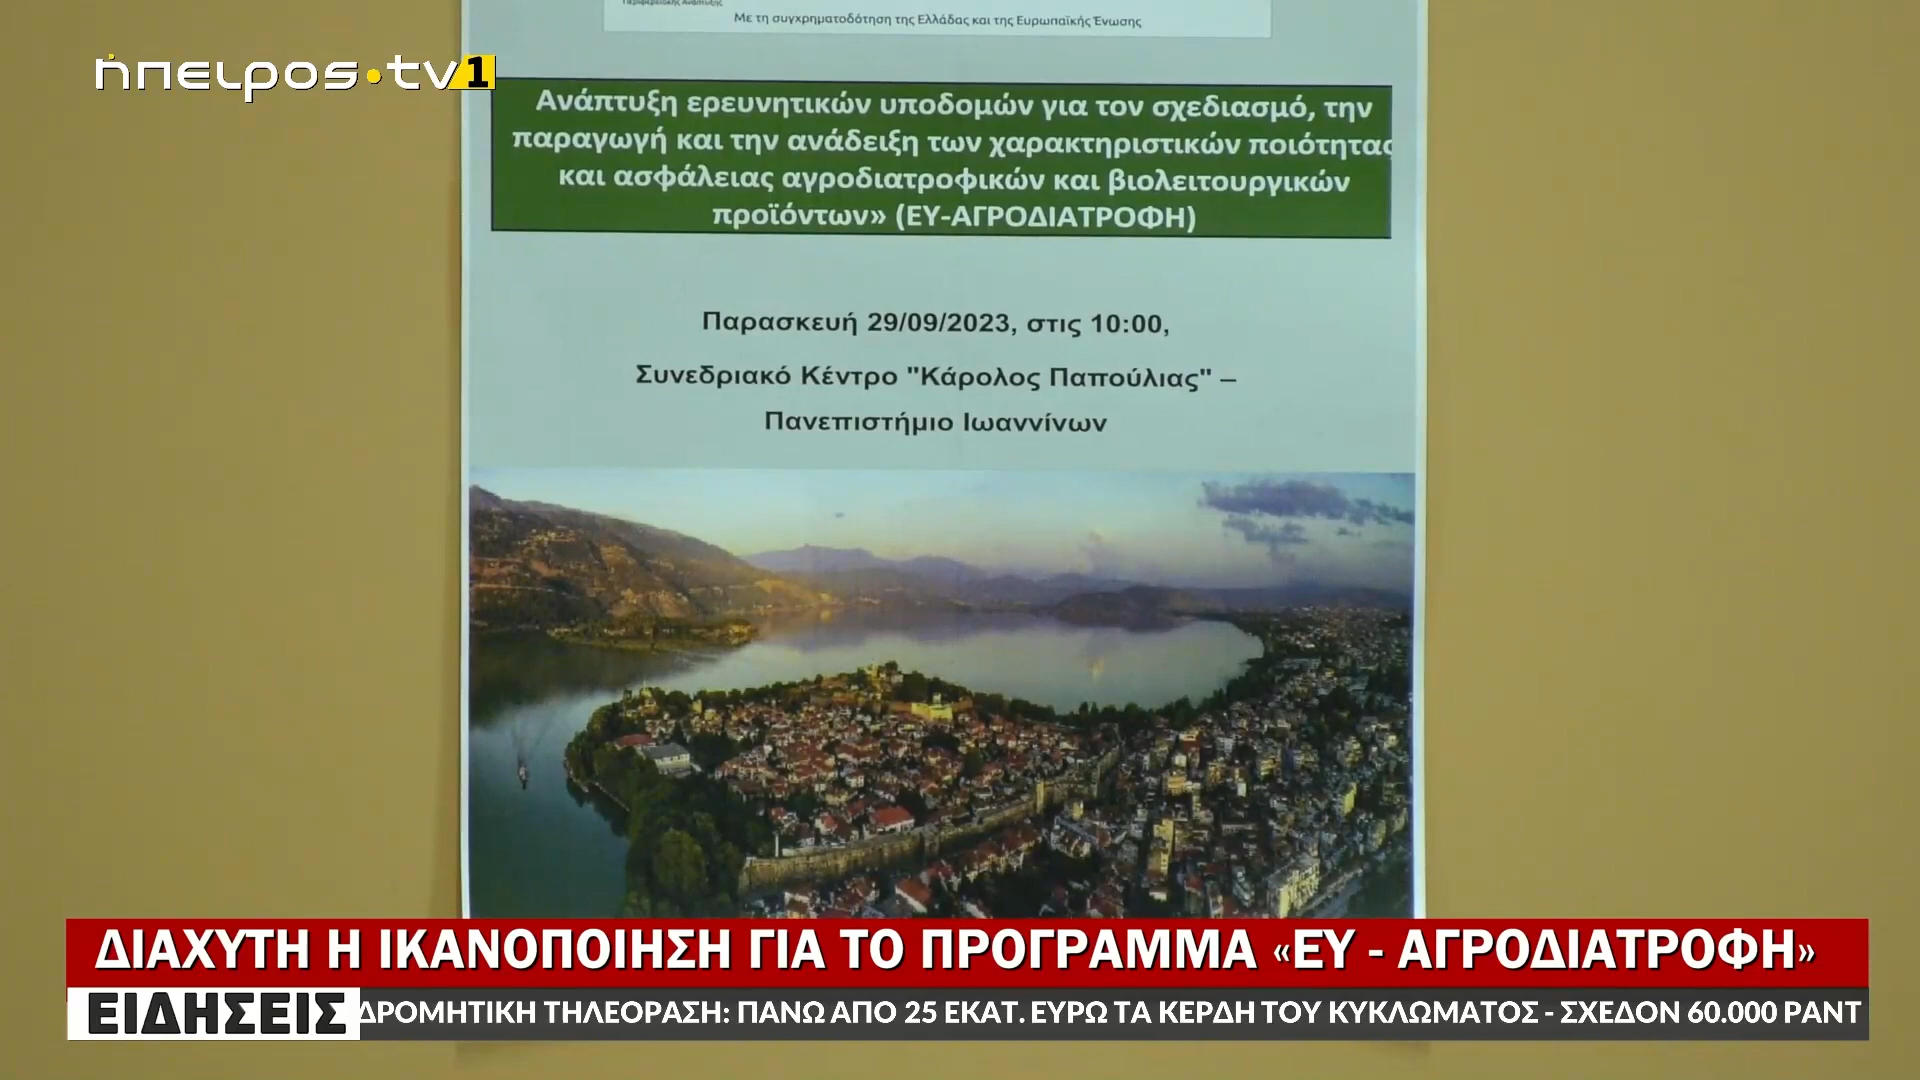 Περιφερειακής Ανάπτυξης
Με τη συγχρηματοδότηση της Ελλάδας και της Ευρωπαϊκής Ένωσης
ήπειρος.tv1
Ανάπτυξη ερευνητικών υποδομών για τον σχεδιασμό, την
παραγωγή και την ανάδειξη των χαρακτηριστικών ποιότητας
και ασφάλειας αγροδιατροφικών και βιολειτουργικών
προϊόντων» (ΕΥ-ΑΓΡΟΔΙΑΤΡΟΦΗ)
Παρασκευή 29/09/2023, στις 10:00,
Συνεδριακό Κέντρο "Κάρολος Παπούλιας" –
Πανεπιστήμιο Ιωαννίνων
ΔΙΑΧΥΤΗ Η ΙΚΑΝΟΠΟΙΗΣΗ ΓΙΑ ΤΟ ΠΡΟΓΡΑΜΜΑ «ΕΥ - ΑΓΡΟΔΙΑΤΡΟΦΗ»
ΕΙΔΗΣΕΙΣ ΔΡΟΜΗΤΙΚΗ ΤΗΛΕΟΡΑΣΗ: ΠΑΝΩ ΑΠΟ 25 ΕΚΑΤ. ΕΥΡΩ ΤΑ ΚΕΡΔΗ ΤΟΥ ΚΥΚΛΩΜΑΤΟΣ - ΣΧΕΔΟΝ 60.000 ΡΑΝΤ